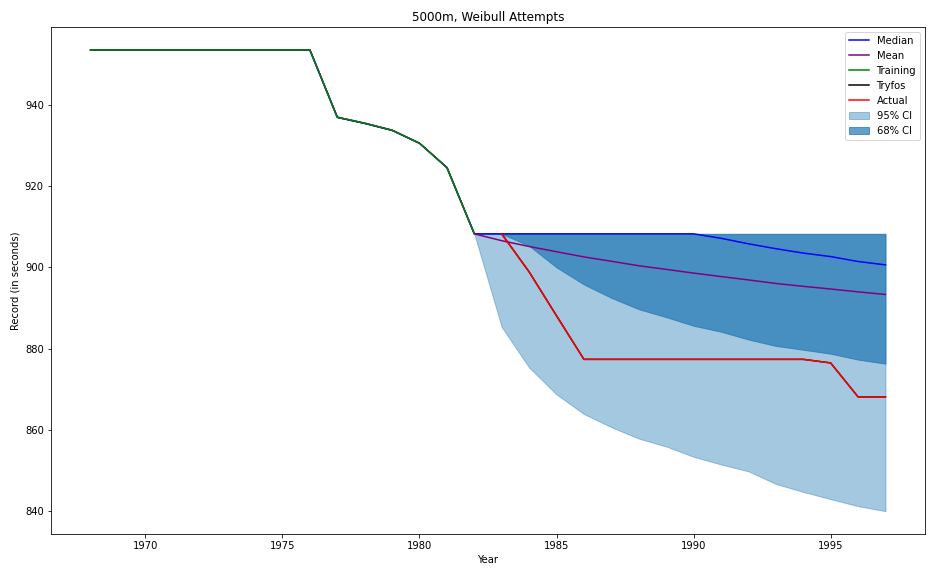 5000m, Weibull Attempts
Median
Mean
Training
Tryfos
Actual
95% CI
68% CI
Record (in seconds)
940
920
900
880
860
840
1970
1975
1980
1985
1990
1995
Year